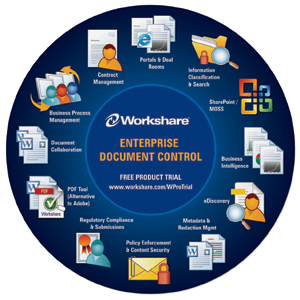 Workshare
ENTERPRISE
DOCUMENT CONTROL
FREE PRODUCT TRIAL
www.workshare.com/WProTrial
Portals & Deal
Rooms
Information
Classification
& Search
SharePoint /
MOSS
Business
Intelligence
eDiscovery
Metadata &
Redaction Mgmt
Policy Enforcement
& Content Security
Regulatory Compliance
& Submissions
PDF Tool
(Alternative
to Adobe)
W
PDF
Workshare
Document
Collaboration
Business Process
Management
Contract
Management